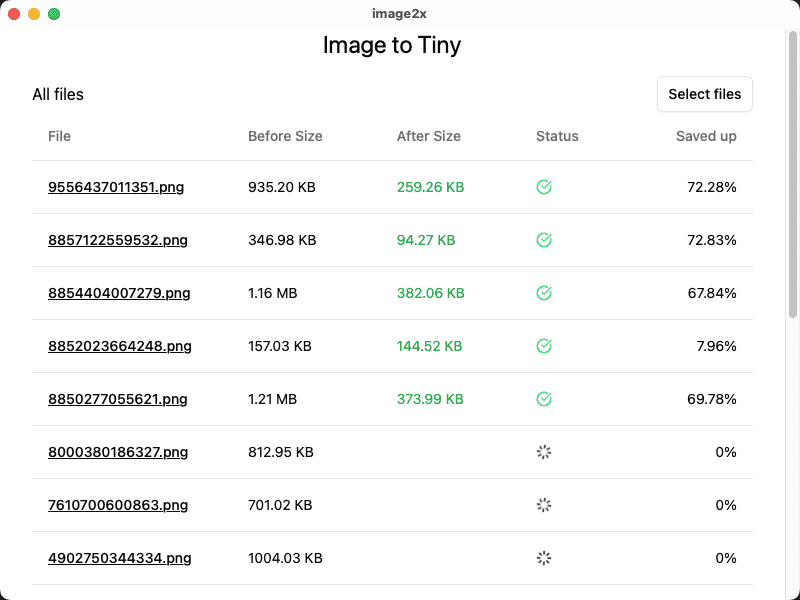 image2x
Image to Tiny
All files
Select files
File Before Size After Size Status Saved up
9556437011351.png 935.20 KB 259.26 KB 72.28%
8857122559532.png 346.98 KB 94.27 KB 72.83%
8854404007279.png 1.16 MB 382.06 KB 67.84%
8852023664248.png 157.03 KB 144.52 KB 7.96%
8850277055621.png 1.21 MB 373.99 KB 69.78%
8000380186327.png 812.95 KB 0%
7610700600863.png 701.02 KB 0%
4902750344334.png 1004.03 KB 0%